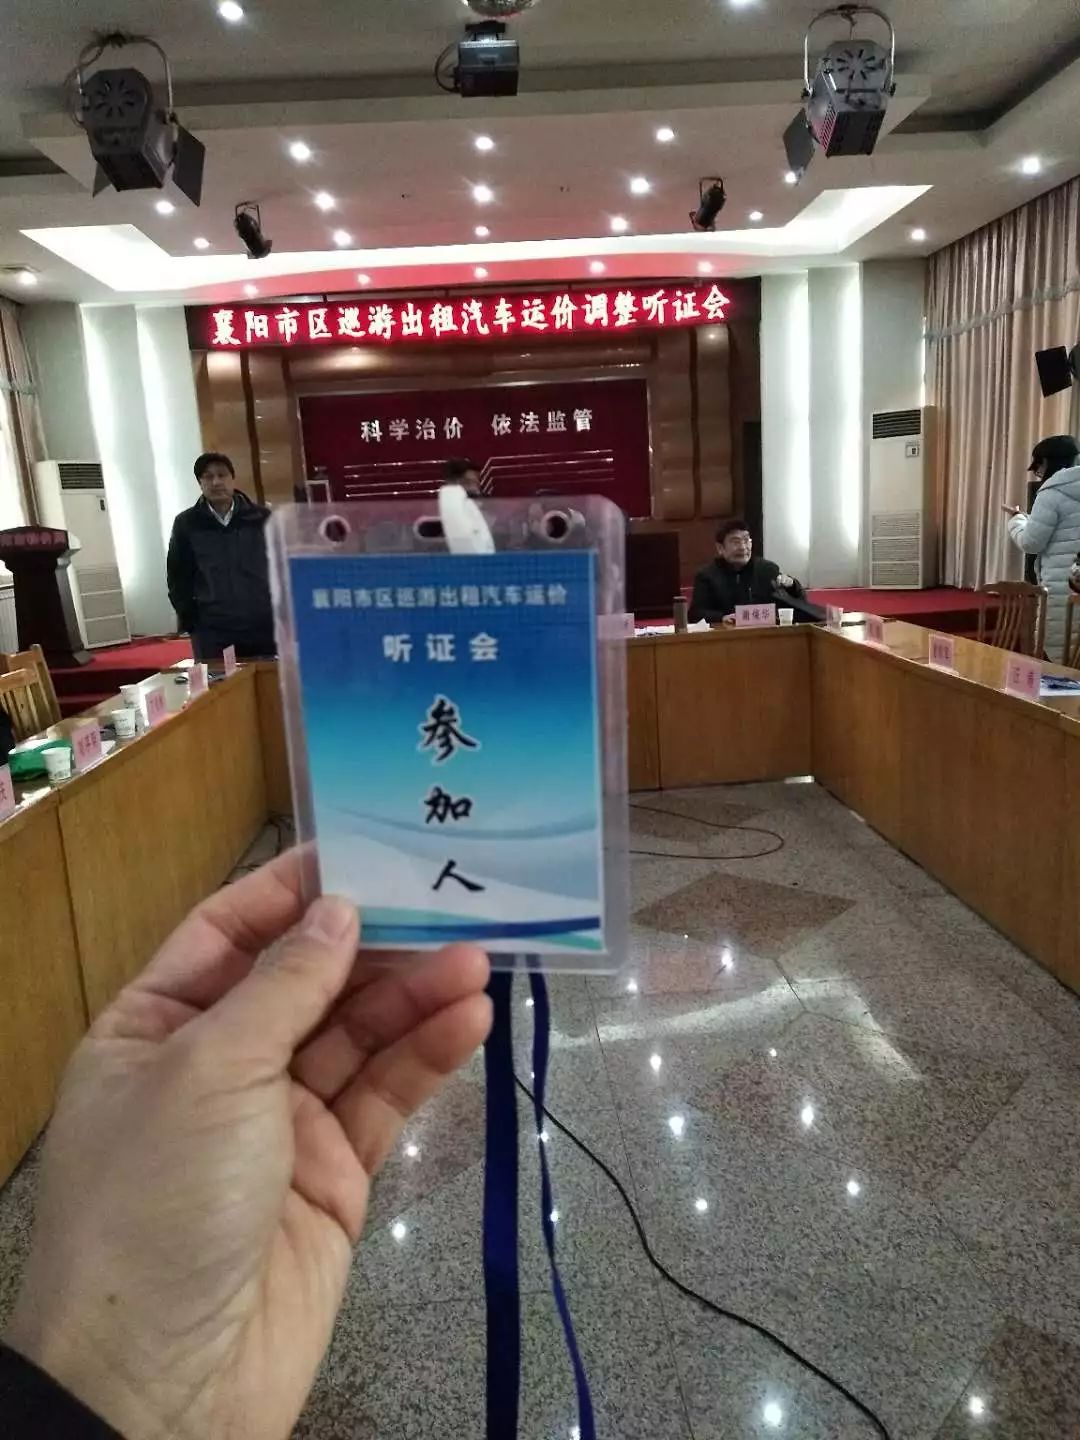 襄阳市区巡游出租汽车运价调整听证会
科学治价 依法监管
襄阳市区巡游出租汽车运价
听证会
参
加
人